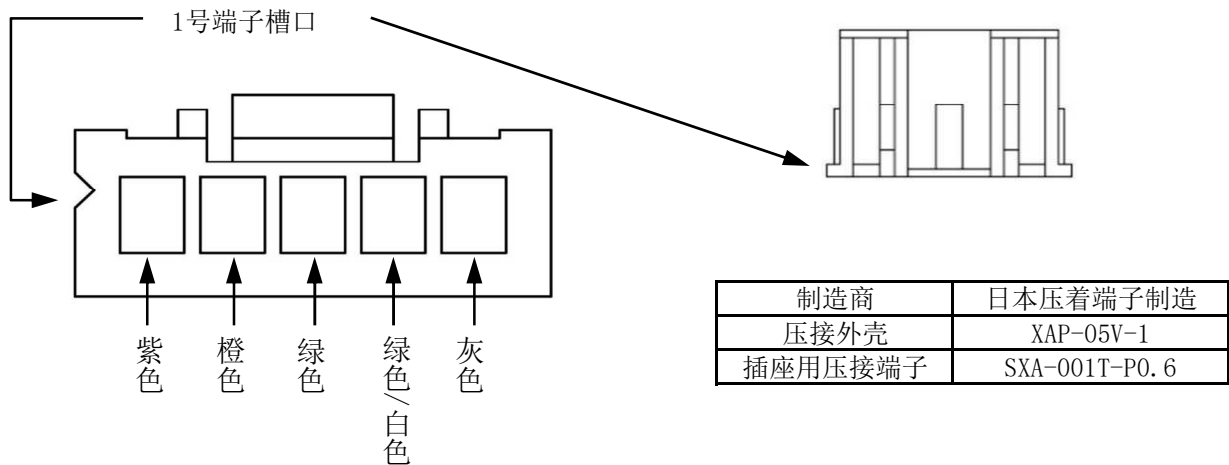 1号端子槽口
紫色
橙色
绿色
绿色/白色
灰色
制造商 日本压着端子制造
压接外壳 XAP-05V-1
插座用压接端子 SXA-001T-P0.6